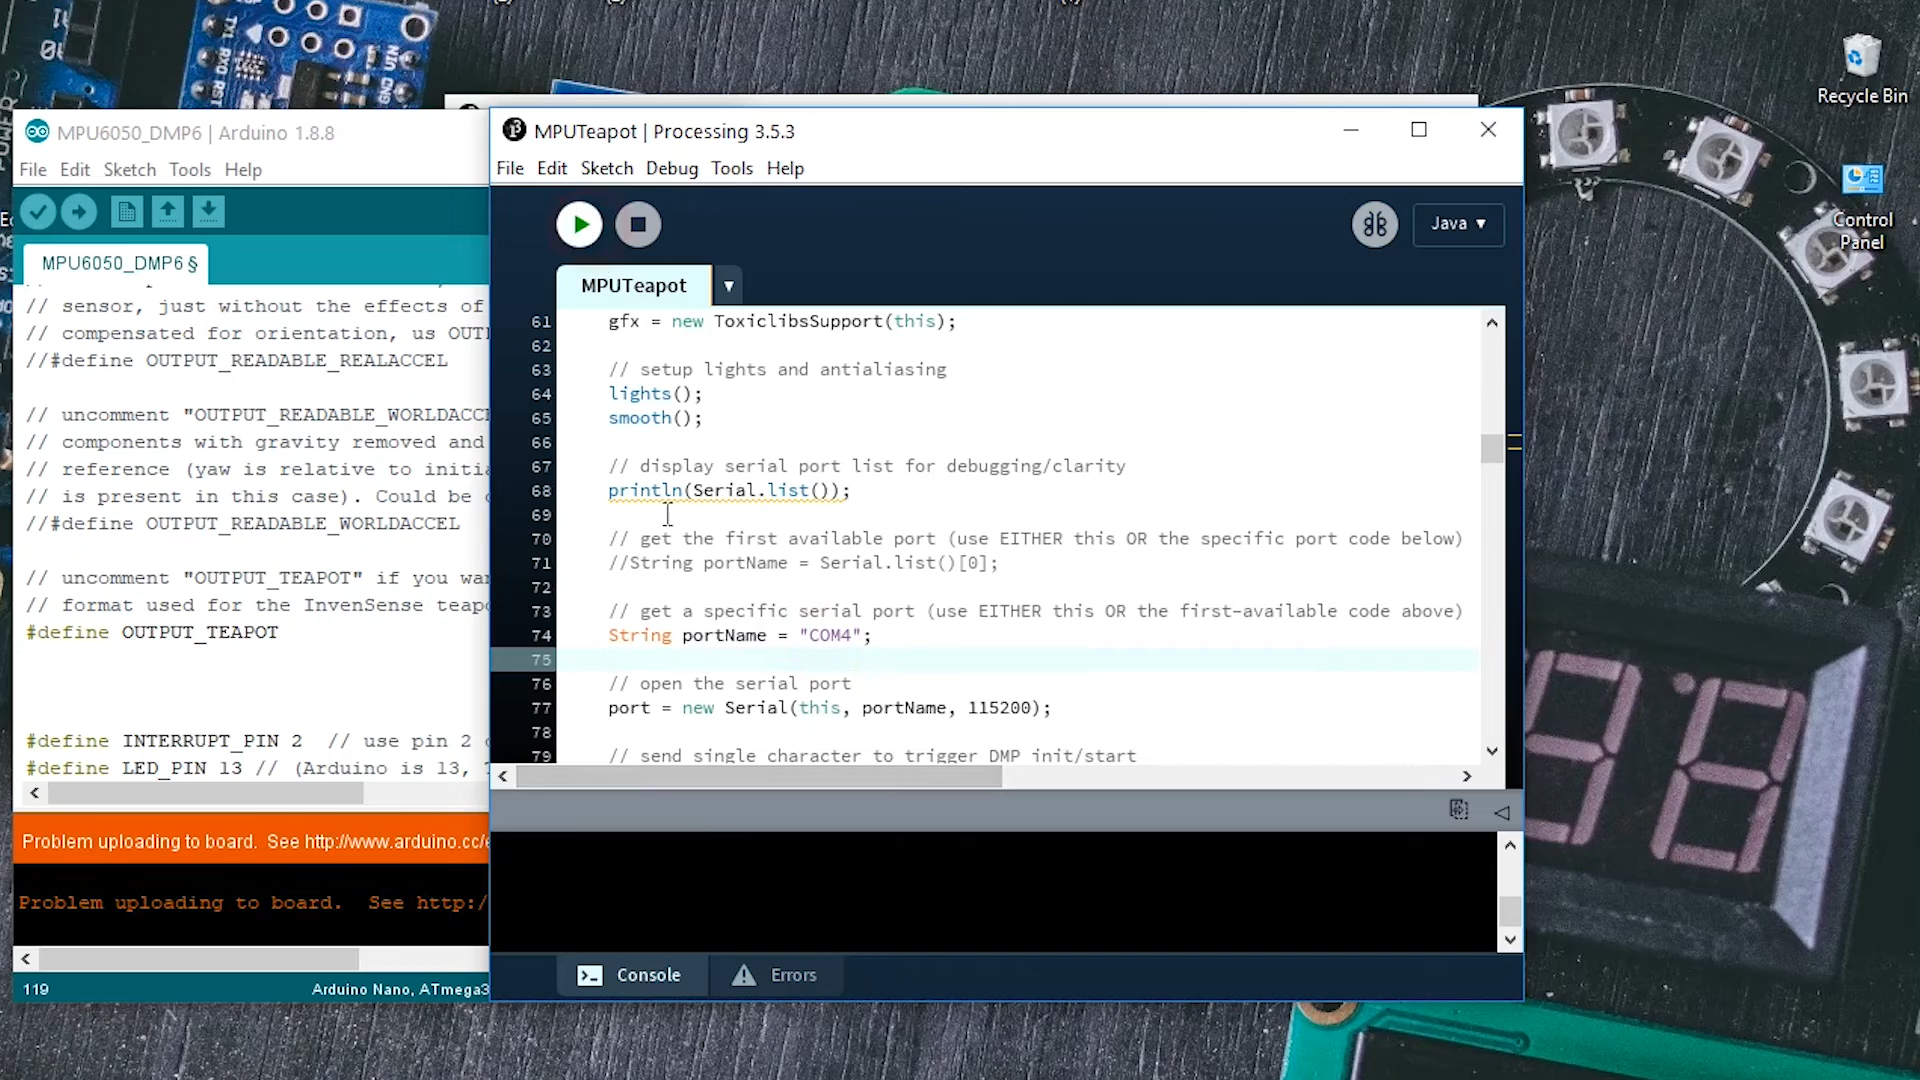 Recycle Bin
Control
Panel
TX1 RX0 RST
GND VIN
MPU6050_DMP6 | Arduino 1.8.8
File Edit Sketch Tools Help
MPU6050_DMP6 §
// sensor, just without the effects of
// compensated for orientation, us OUTP
//#define OUTPUT_READABLE_REALACCEL
// uncomment "OUTPUT_READABLE_WORLDACCE
// components with gravity removed and
// reference (yaw is relative to initia
// is present in this case). Could be
//#define OUTPUT_READABLE_WORLDACCEL
// uncomment "OUTPUT_TEAPOT" if you wan
// format used for the InvenSense teapo
#define OUTPUT_TEAPOT
#define INTERRUPT_PIN 2 // use pin 2
#define LED_PIN 13 // (Arduino is 13,
Problem uploading to board. See http://www.arduino.cc/
Problem uploading to board. See http:/
119
Arduino Nano, ATmega3
MPUTeapot | Processing 3.5.3
File Edit Sketch Debug Tools Help
Java ▼
MPUTeapot ▼
61 gfx = new ToxiclibsSupport(this);
62
63 // setup lights and antialiasing
64 lights();
65 smooth();
66
67 // display serial port list for debugging/clarity
68 println(Serial.list());
69
70 // get the first available port (use EITHER this OR the specific port code below)
71 //String portName = Serial.list()[0];
72
73 // get a specific serial port (use EITHER this OR the first-available code above)
74 String portName = "COM4";
75
76 // open the serial port
77 port = new Serial(this, portName, 115200);
78
79 // send single character to trigger DMP init/start
Console
Errors